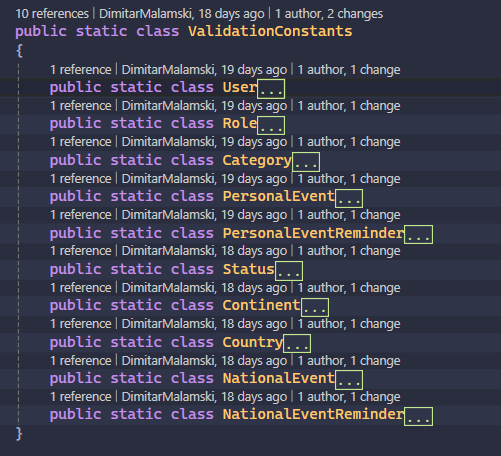 10 references | DimitarMalamski, 18 days ago | 1 author, 2 changes
public static class ValidationConstants
{
1 reference | DimitarMalamski, 19 days ago | 1 author, 1 change
public static class User...
1 reference | DimitarMalamski, 19 days ago | 1 author, 1 change
public static class Role...
1 reference | DimitarMalamski, 19 days ago | 1 author, 1 change
public static class Category...
1 reference | DimitarMalamski, 19 days ago | 1 author, 1 change
public static class PersonalEvent...
1 reference | DimitarMalamski, 19 days ago | 1 author, 1 change
public static class PersonalEventReminder...
1 reference | DimitarMalamski, 18 days ago | 1 author, 1 change
public static class Status...
1 reference | DimitarMalamski, 18 days ago | 1 author, 1 change
public static class Continent...
1 reference | DimitarMalamski, 18 days ago | 1 author, 1 change
public static class Country...
1 reference | DimitarMalamski, 18 days ago | 1 author, 1 change
public static class NationalEvent...
1 reference | DimitarMalamski, 18 days ago | 1 author, 1 change
public static class NationalEventReminder...
}